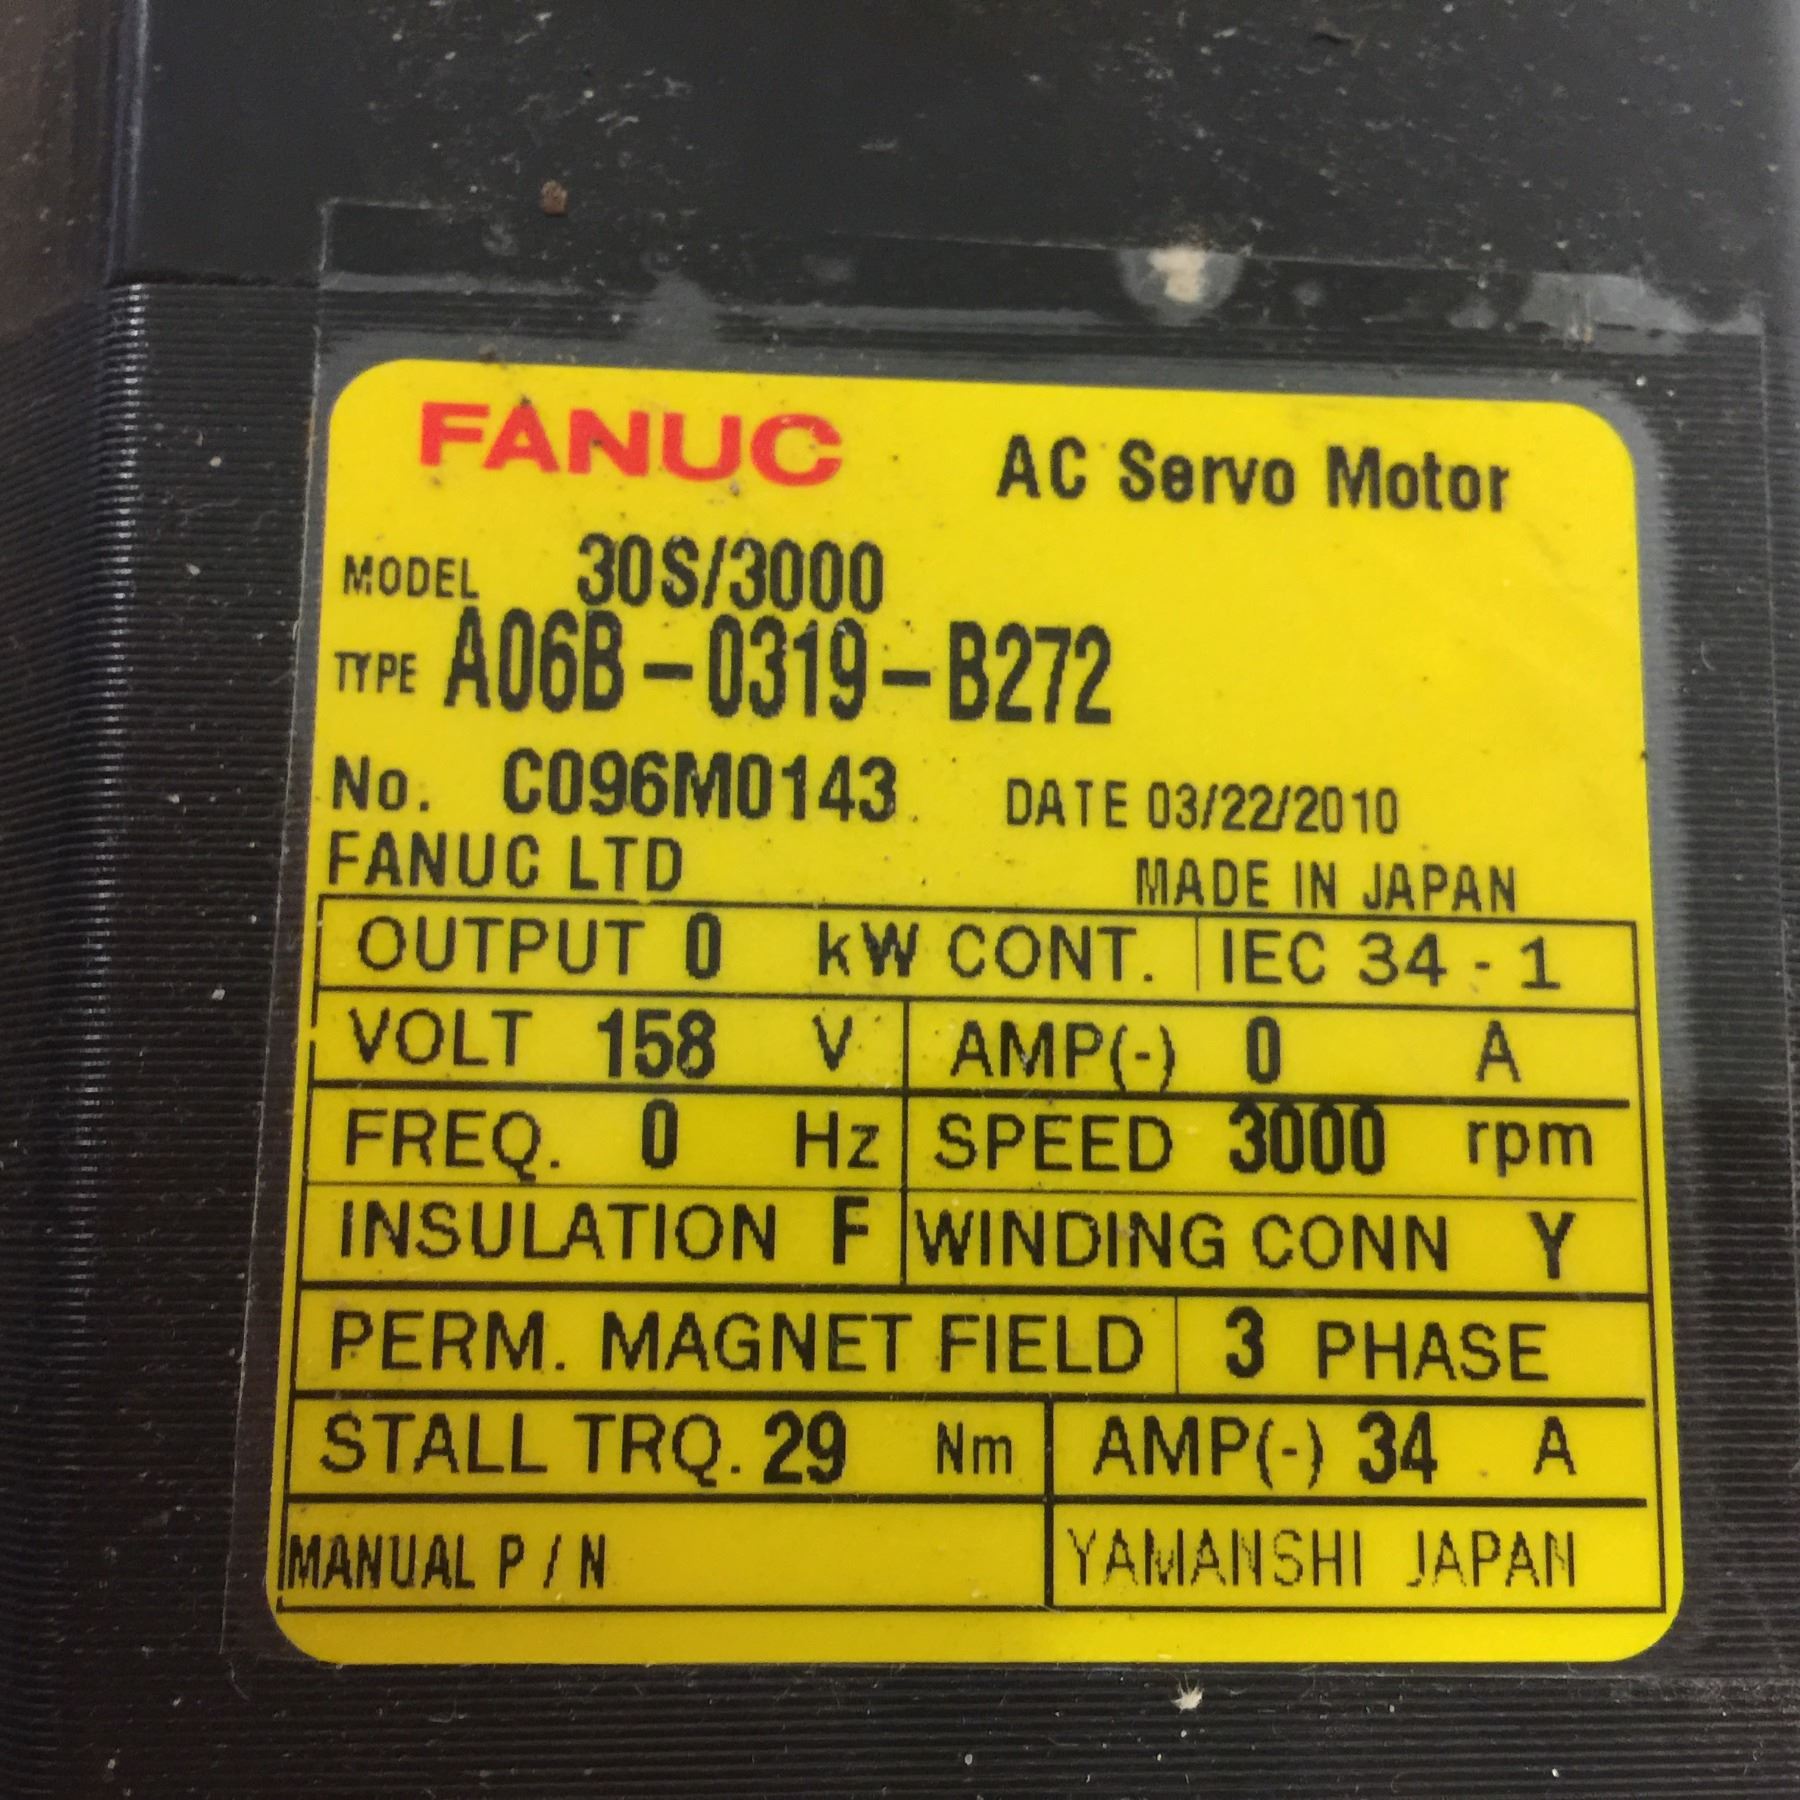 FANUC AC Servo Motor
MODEL 30S/3000
TYPE A06B-0319-B272
No. C096M0143 DATE 03/22/2010
FANUC LTD MADE IN JAPAN
OUTPUT 0 kW CONT. IEC 34-1
VOLT 158 V AMP(-) 0 A
FREQ. 0 Hz SPEED 3000 rpm
INSULATION F WINDING CONN Y
PERM. MAGNET FIELD 3 PHASE
STALL TRQ. 29 Nm AMP(-) 34 A
MANUAL P/N YAMANSHI JAPAN